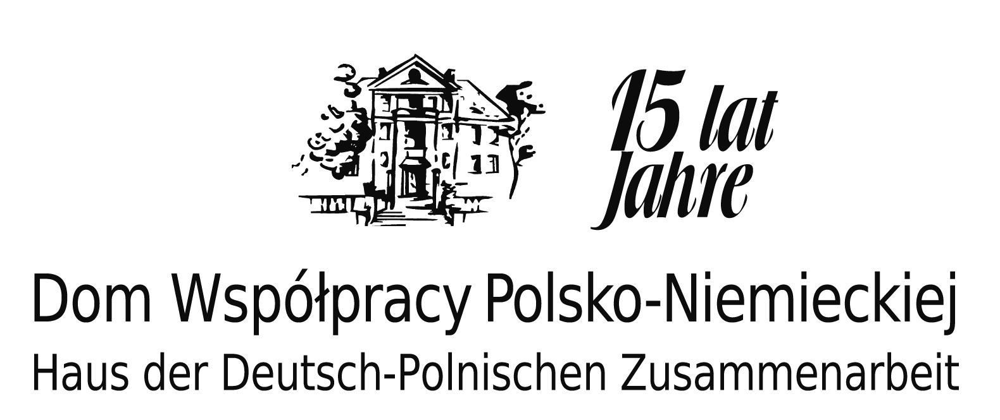 15 lat
Jahre
Dom Współpracy Polsko-Niemieckiej
Haus der Deutsch-Polnischen Zusammenarbeit